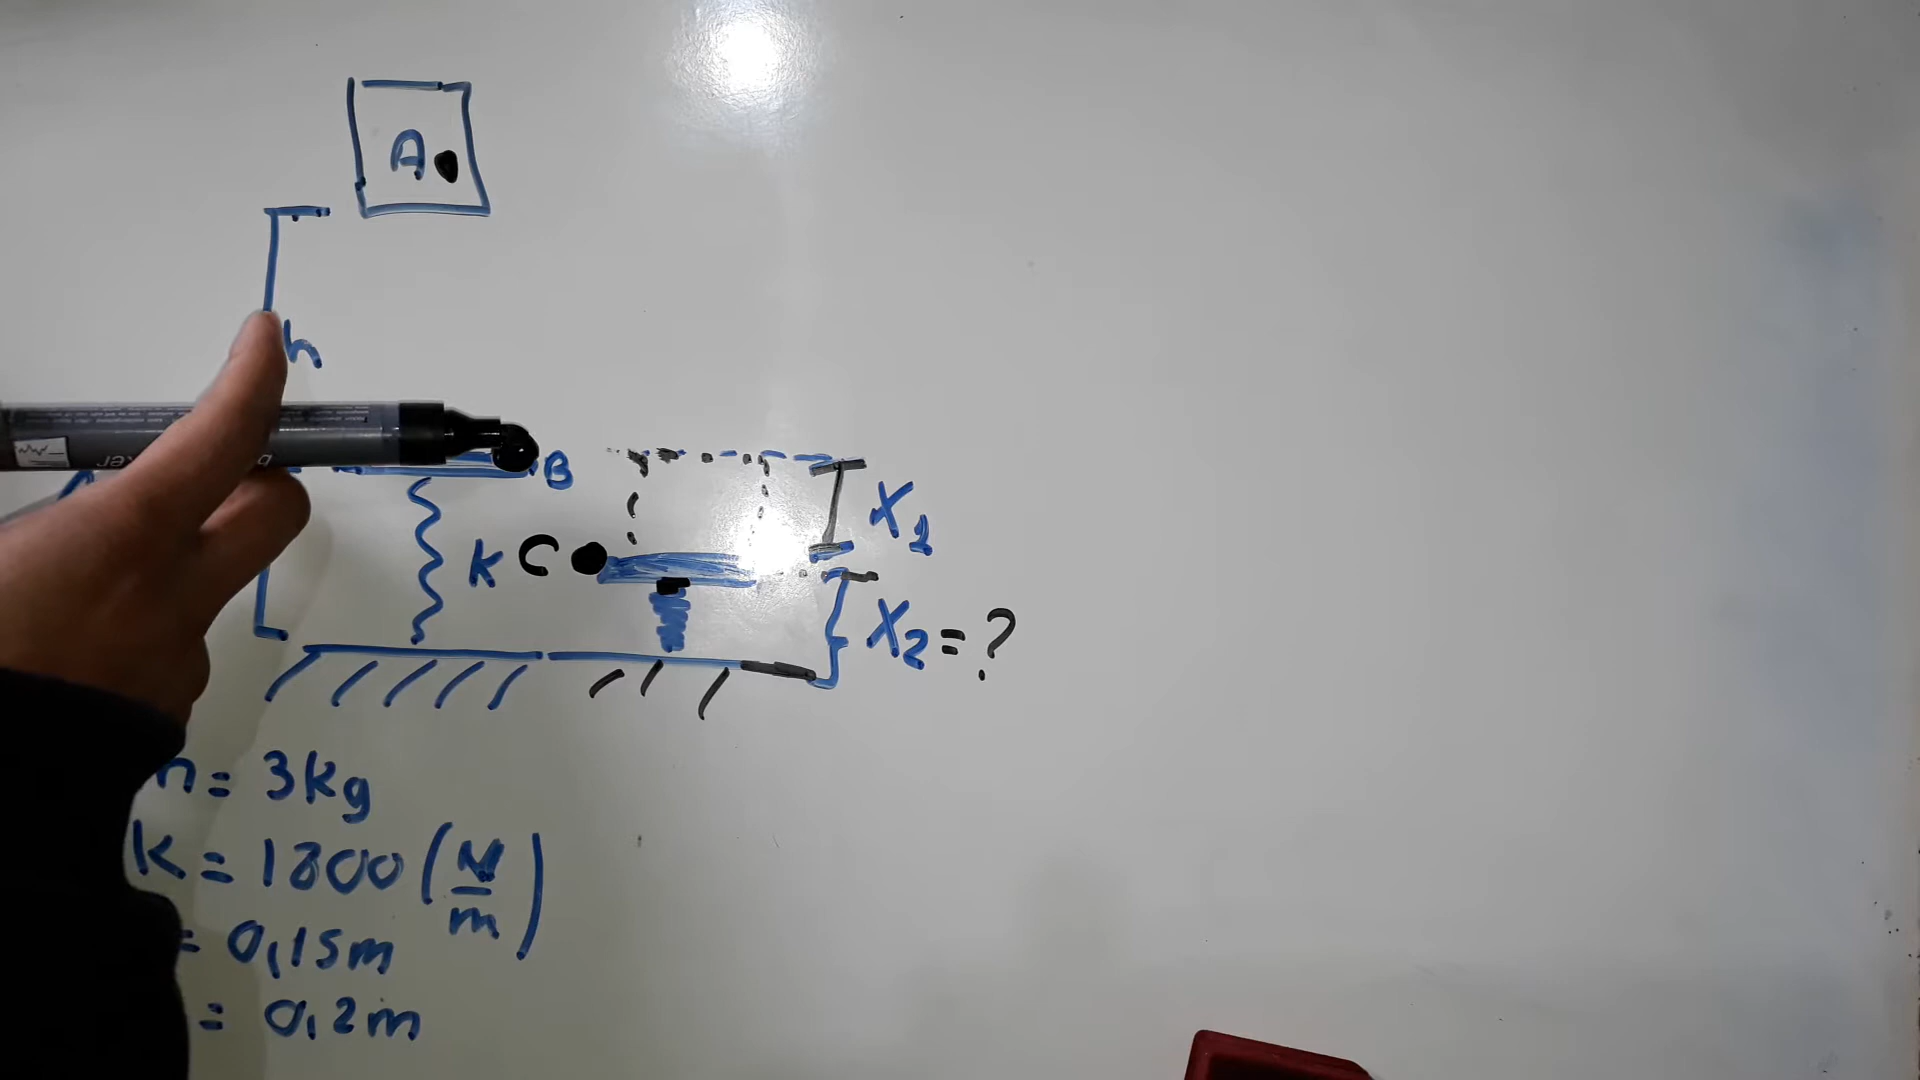 A
h
B
K
C
X1
X2 = ?
= 3kg
K = 1800 (N/m)
= 0,15m
= 0,2m